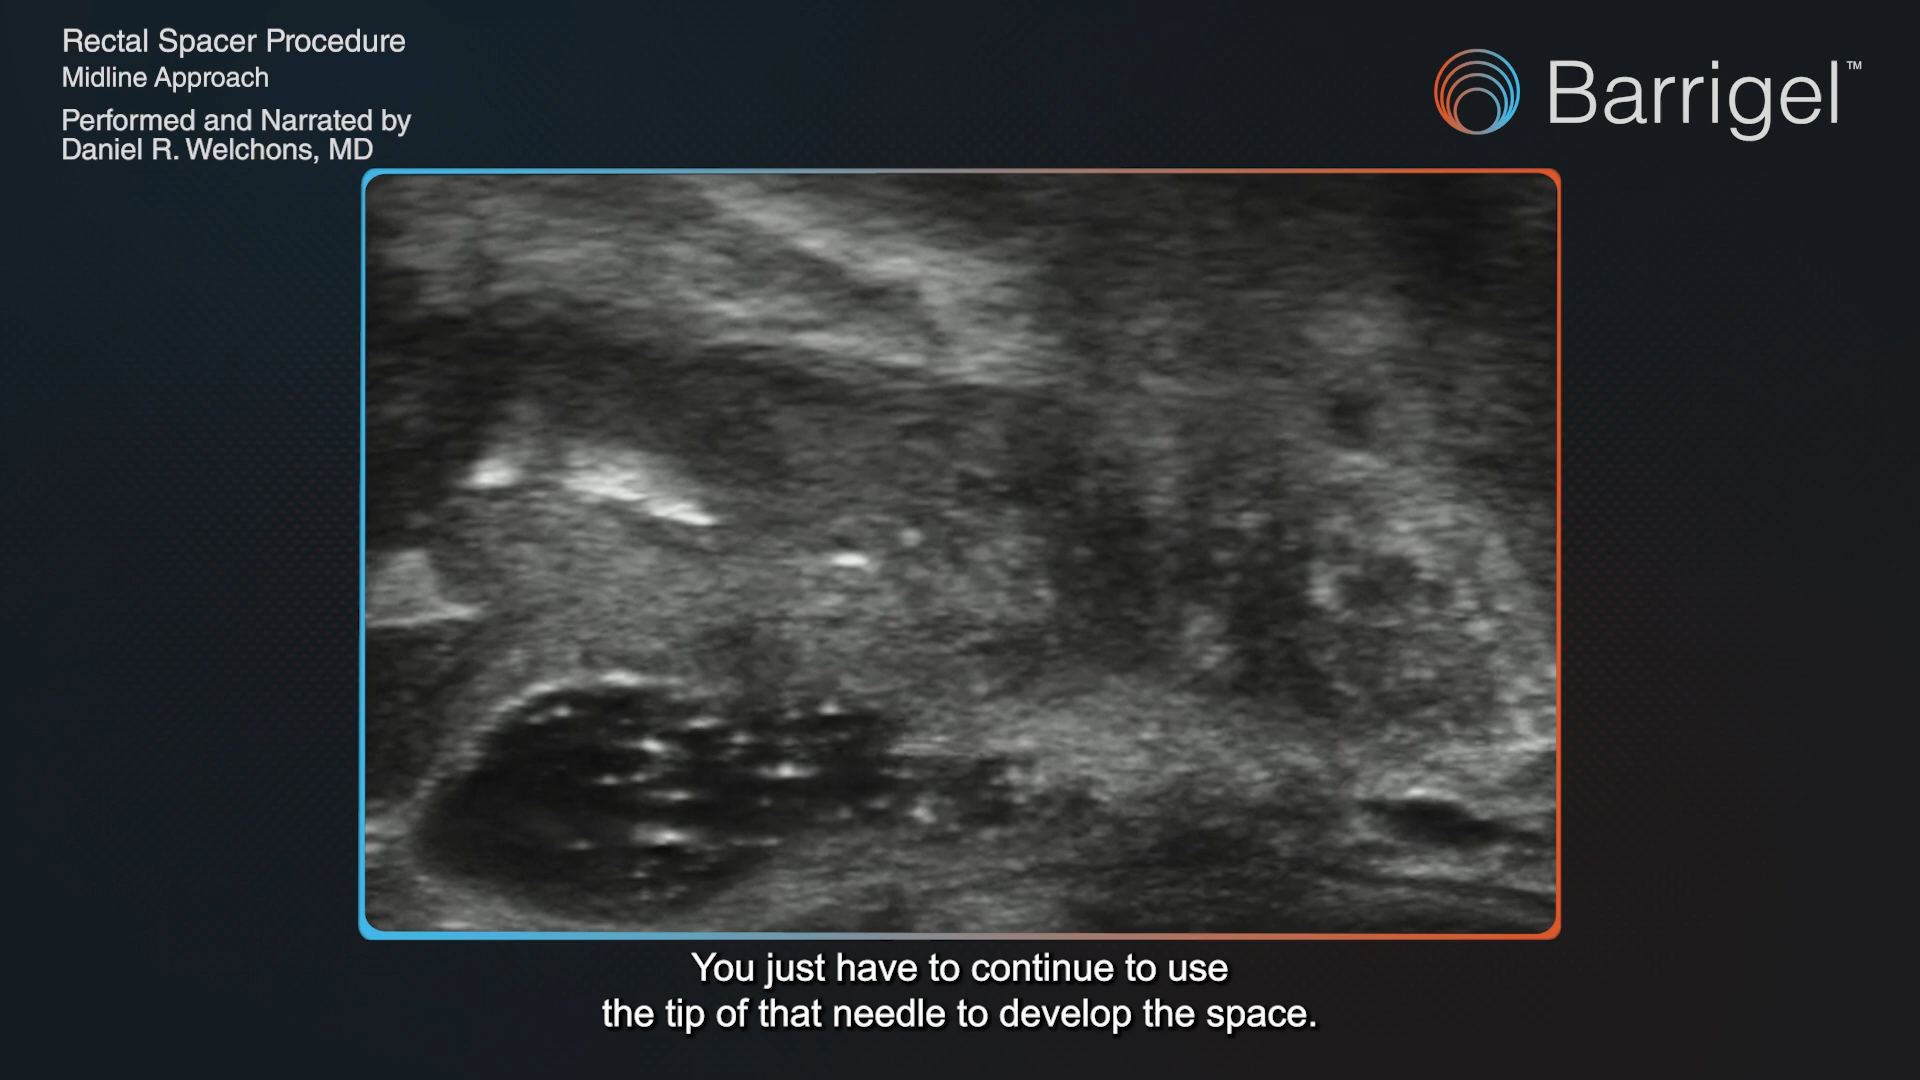 Rectal Spacer Procedure
Midline Approach
Performed and Narrated by
Daniel R. Welchons, MD
Barrigel™
You just have to continue to use
the tip of that needle to develop the space.